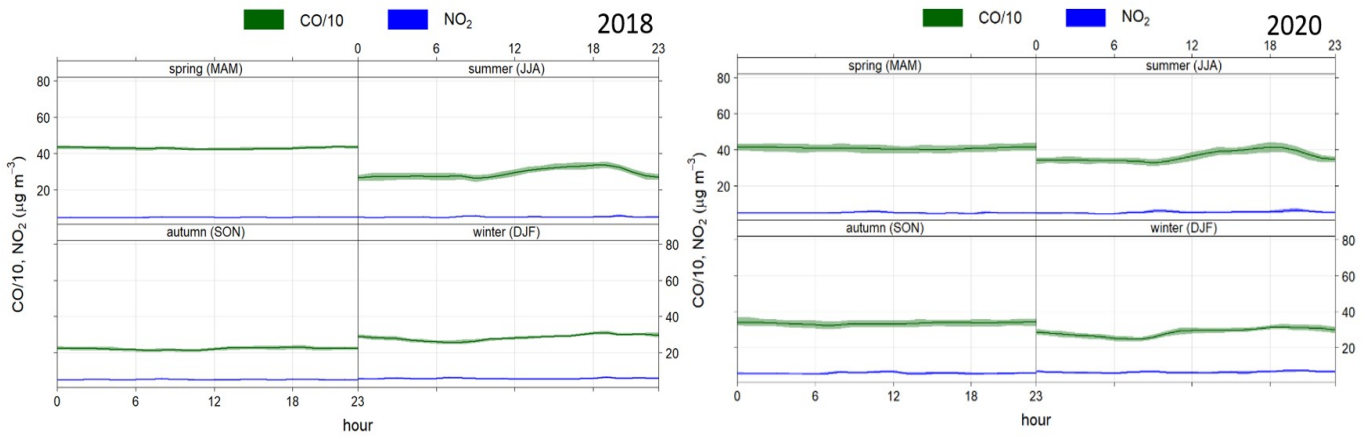 CO/10 NO2 2018
0 6 12 18 23
spring (MAM) summer (JJA)
80
60
40
20
autumn (SON) winter (DJF)
80
60
40
20
0 6 12 18 23
hour
CO/10, NO2 (μg m−3)
CO/10 NO2 2020
0 6 12 18 23
spring (MAM) summer (JJA)
80
60
40
20
autumn (SON) winter (DJF)
80
60
40
20
0 6 12 18 23
hour
CO/10, NO2 (μg m−3)